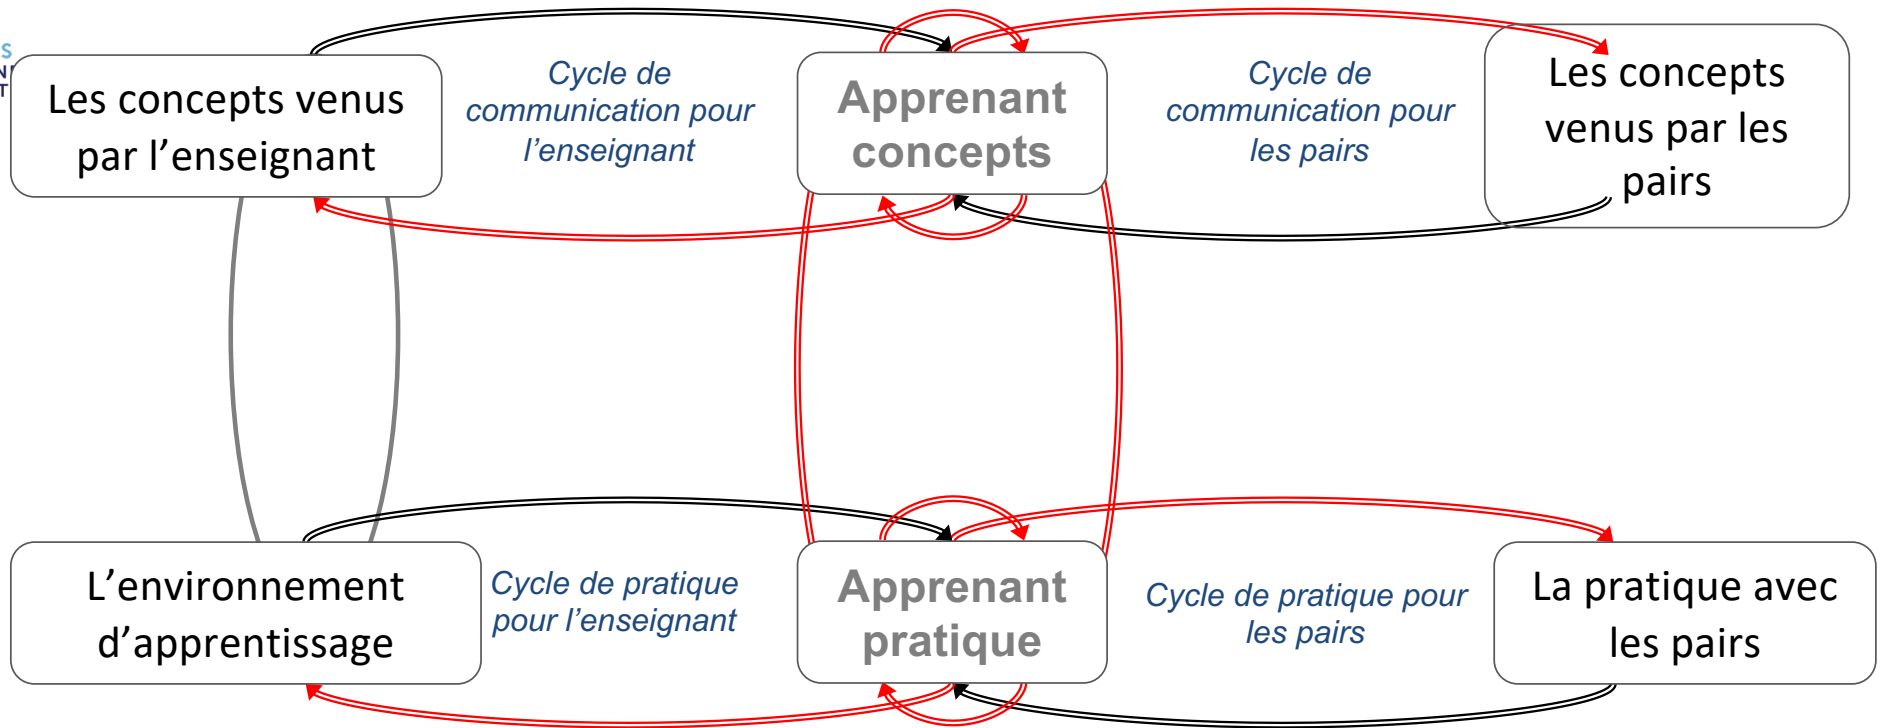 S
Les concepts venus
par l’enseignant
Cycle de
communication pour
l’enseignant
Apprenant
concepts
Cycle de
communication pour
les pairs
Les concepts
venus par les
pairs
L’environnement
d’apprentissage
Cycle de pratique
pour l’enseignant
Apprenant
pratique
Cycle de pratique pour
les pairs
La pratique avec
les pairs